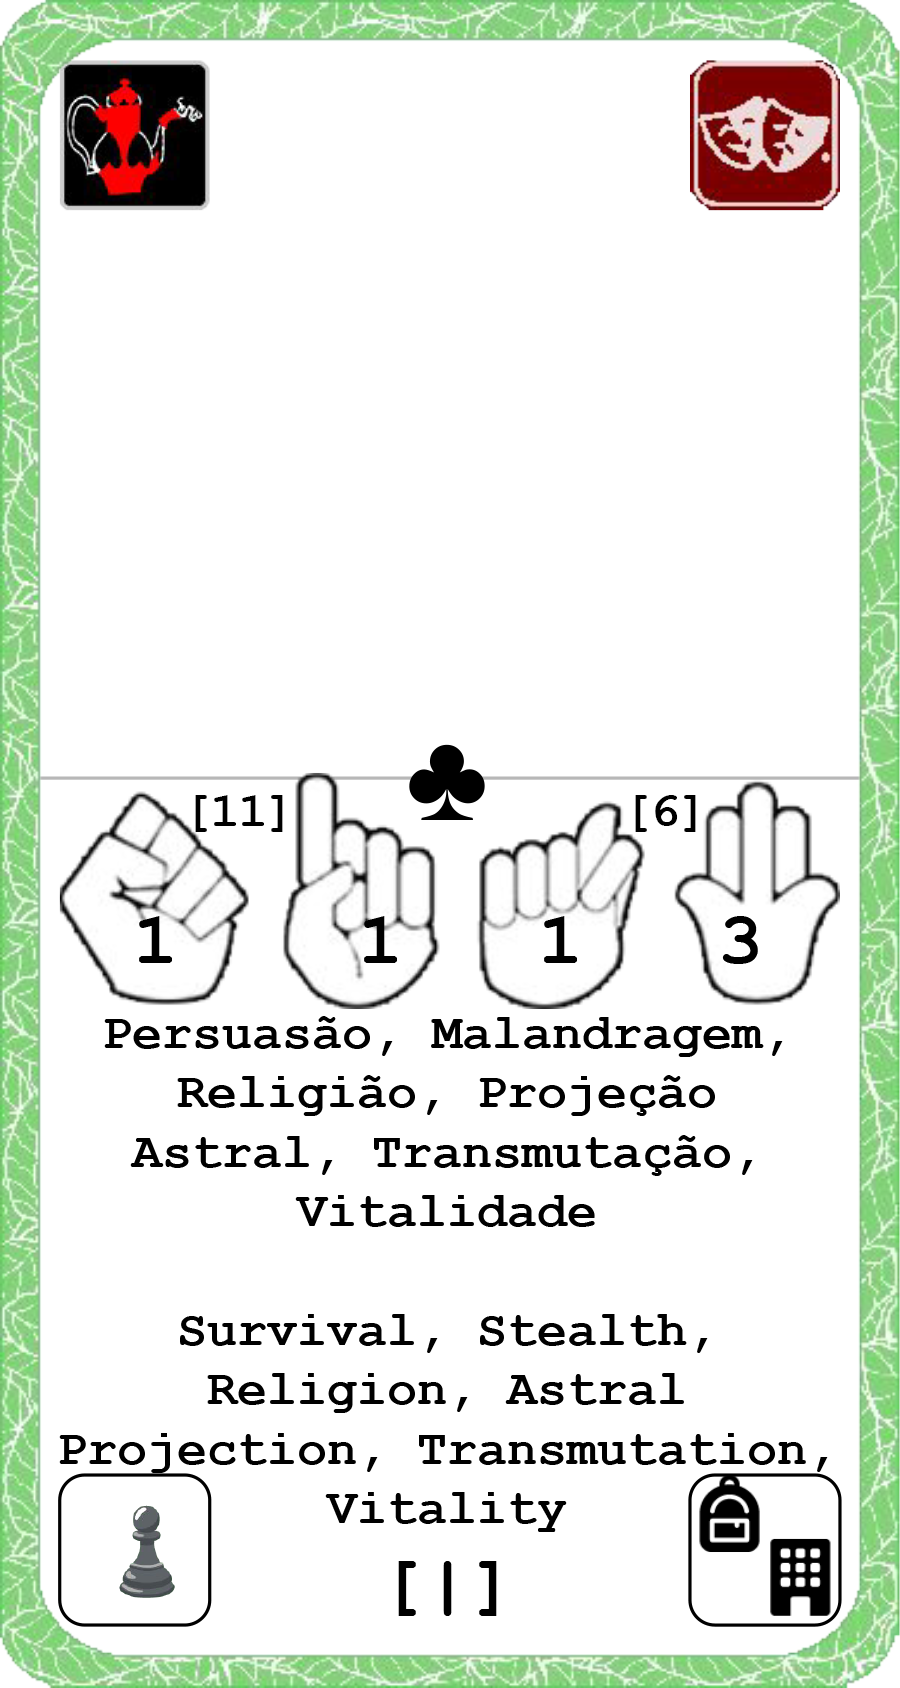 [11] [6]
1 1 1 3
Persuasão, Malandragem,
Religião, Projeção
Astral, Transmutação,
Vitalidade
Survival, Stealth,
Religion, Astral
Projection, Transmutation,
Vitality
[|]